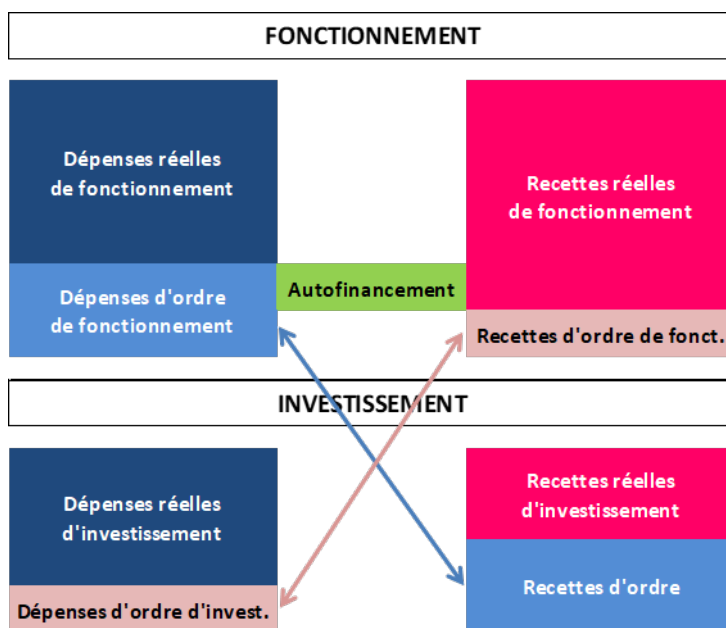 FONCTIONNEMENT
Dépenses réelles
de fonctionnement
Recettes réelles
de fonctionnement
Dépenses d'ordre
de fonctionnement
Autofinancement
Recettes d'ordre de fonct.
INVESTISSEMENT
Dépenses réelles
d'investissement
Recettes réelles
d'investissement
Dépenses d'ordre d'invest.
Recettes d'ordre